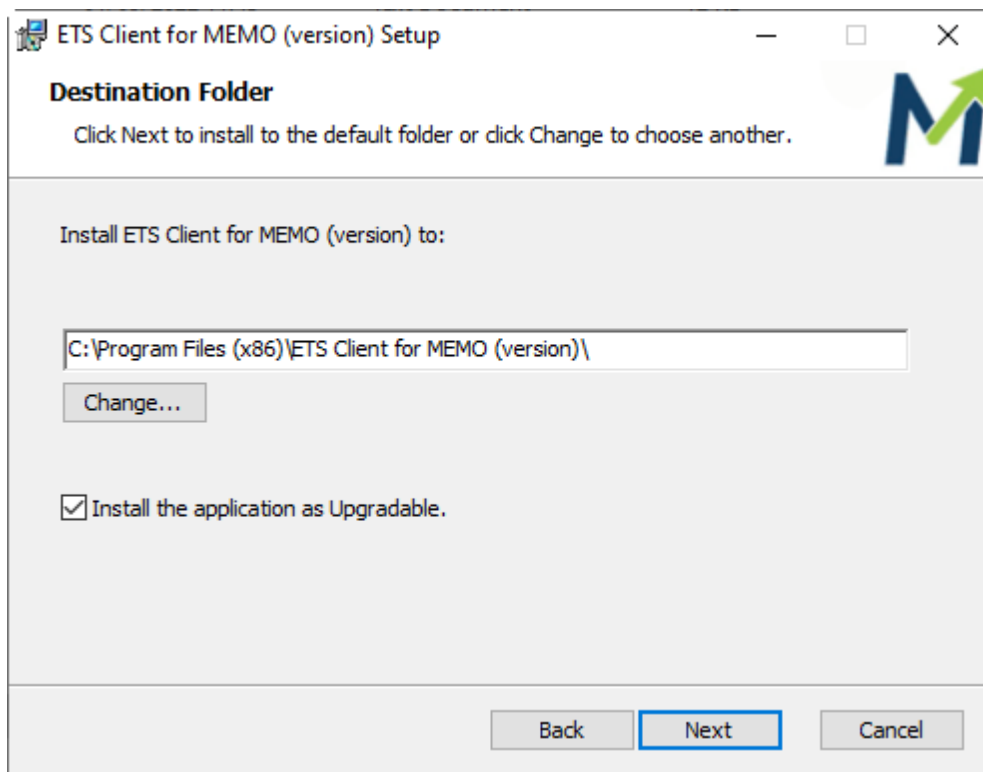 ETS Client for MEMO (version) Setup
Destination Folder
Click Next to install to the default folder or click Change to choose another.
M
Install ETS Client for MEMO (version) to:
C:\Program Files (x86)\ETS Client for MEMO (version)\
Change...
Install the application as Upgradable.
Back Next Cancel